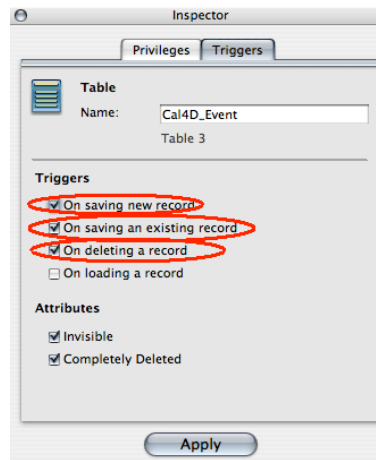 Inspector
Privileges Triggers
Table
Name: Cal4D_Event
Table 3
Triggers
On saving new record
On saving an existing record
On deleting a record
On loading a record
Attributes
Invisible
Completely Deleted
Apply